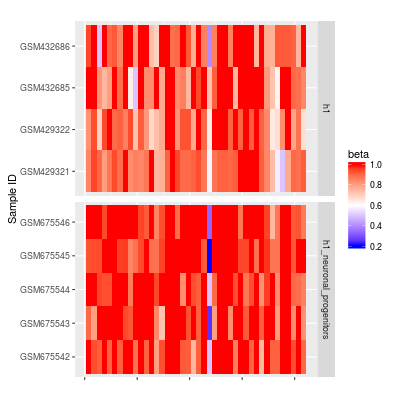 GSM432686
GSM432685
GSM429322
GSM429321
h1
GSM675546
GSM675545
GSM675544
GSM675543
GSM675542
h1_neuronal_progenitors
Sample ID
beta
1.0
0.8
0.6
0.4
0.2